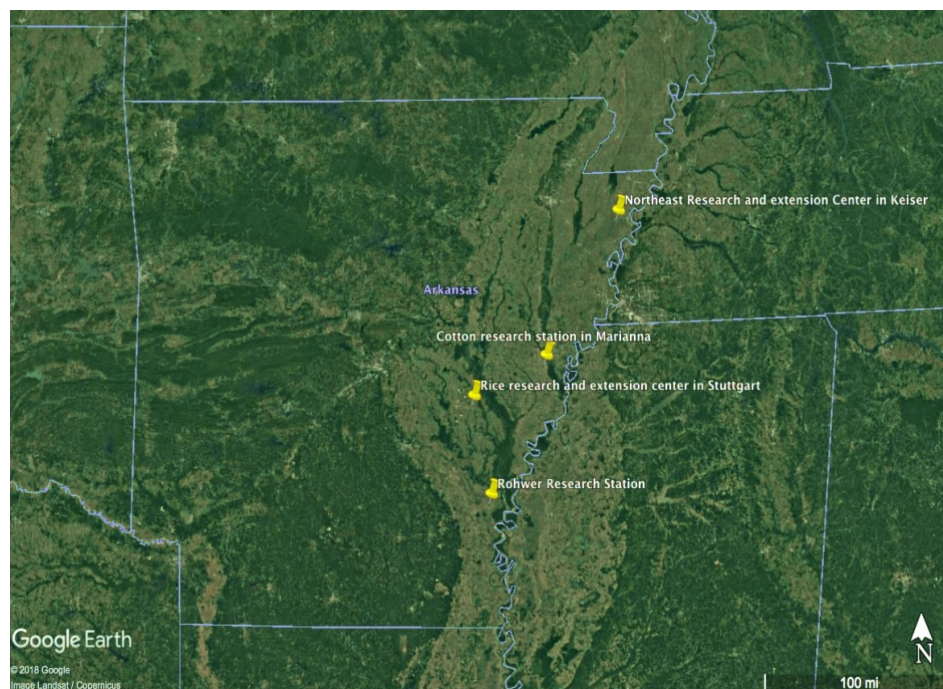 Northeast Research and extension Center in Keiser
Arkansas
Cotton research station in Marianna
Rice research and extension center in Stuttgart
Rohwer Research Station
Google Earth
N
© 2018 Google
Image Landsat / Copernicus
100 mi